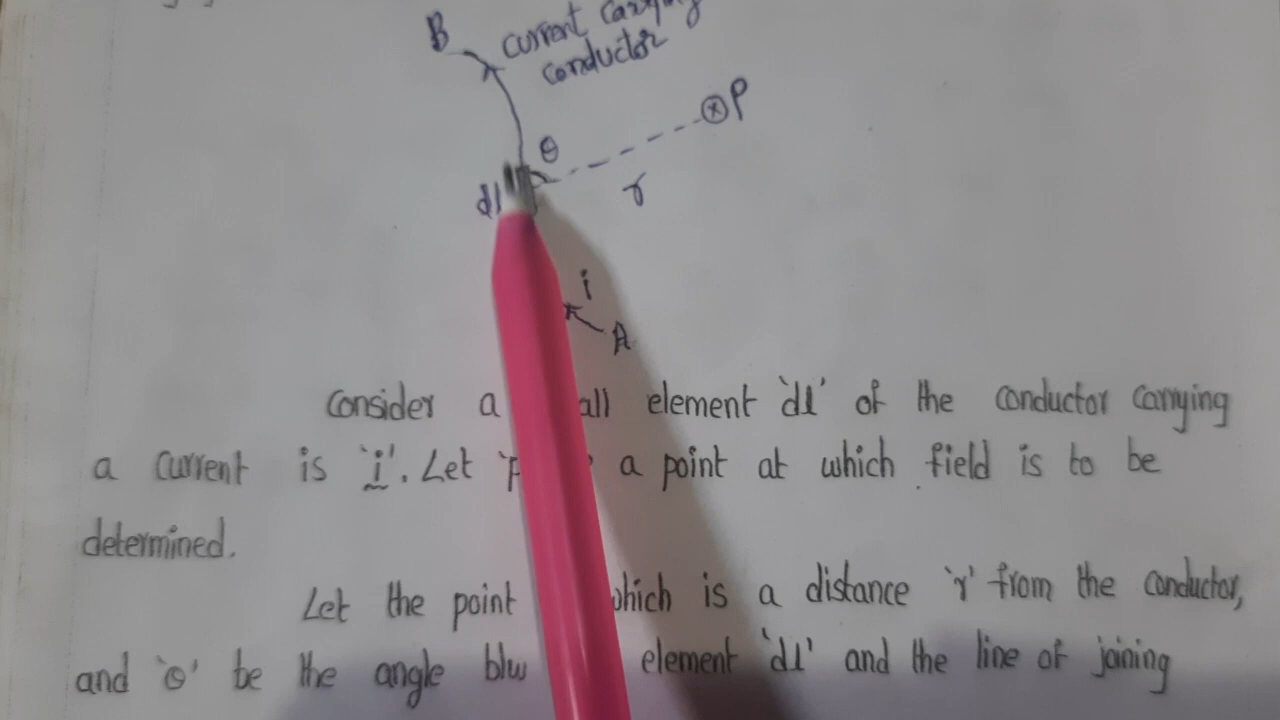 B
current carrying
conductor
P
θ
dl
r
i
A
Consider a all element `dl' of the conductor carrying
a current is `i'. Let a point at which field is to be
determined.
Let the point which is a distance `r' from the conductor,
and `θ' be the angle blw element `dl' and the line of joining